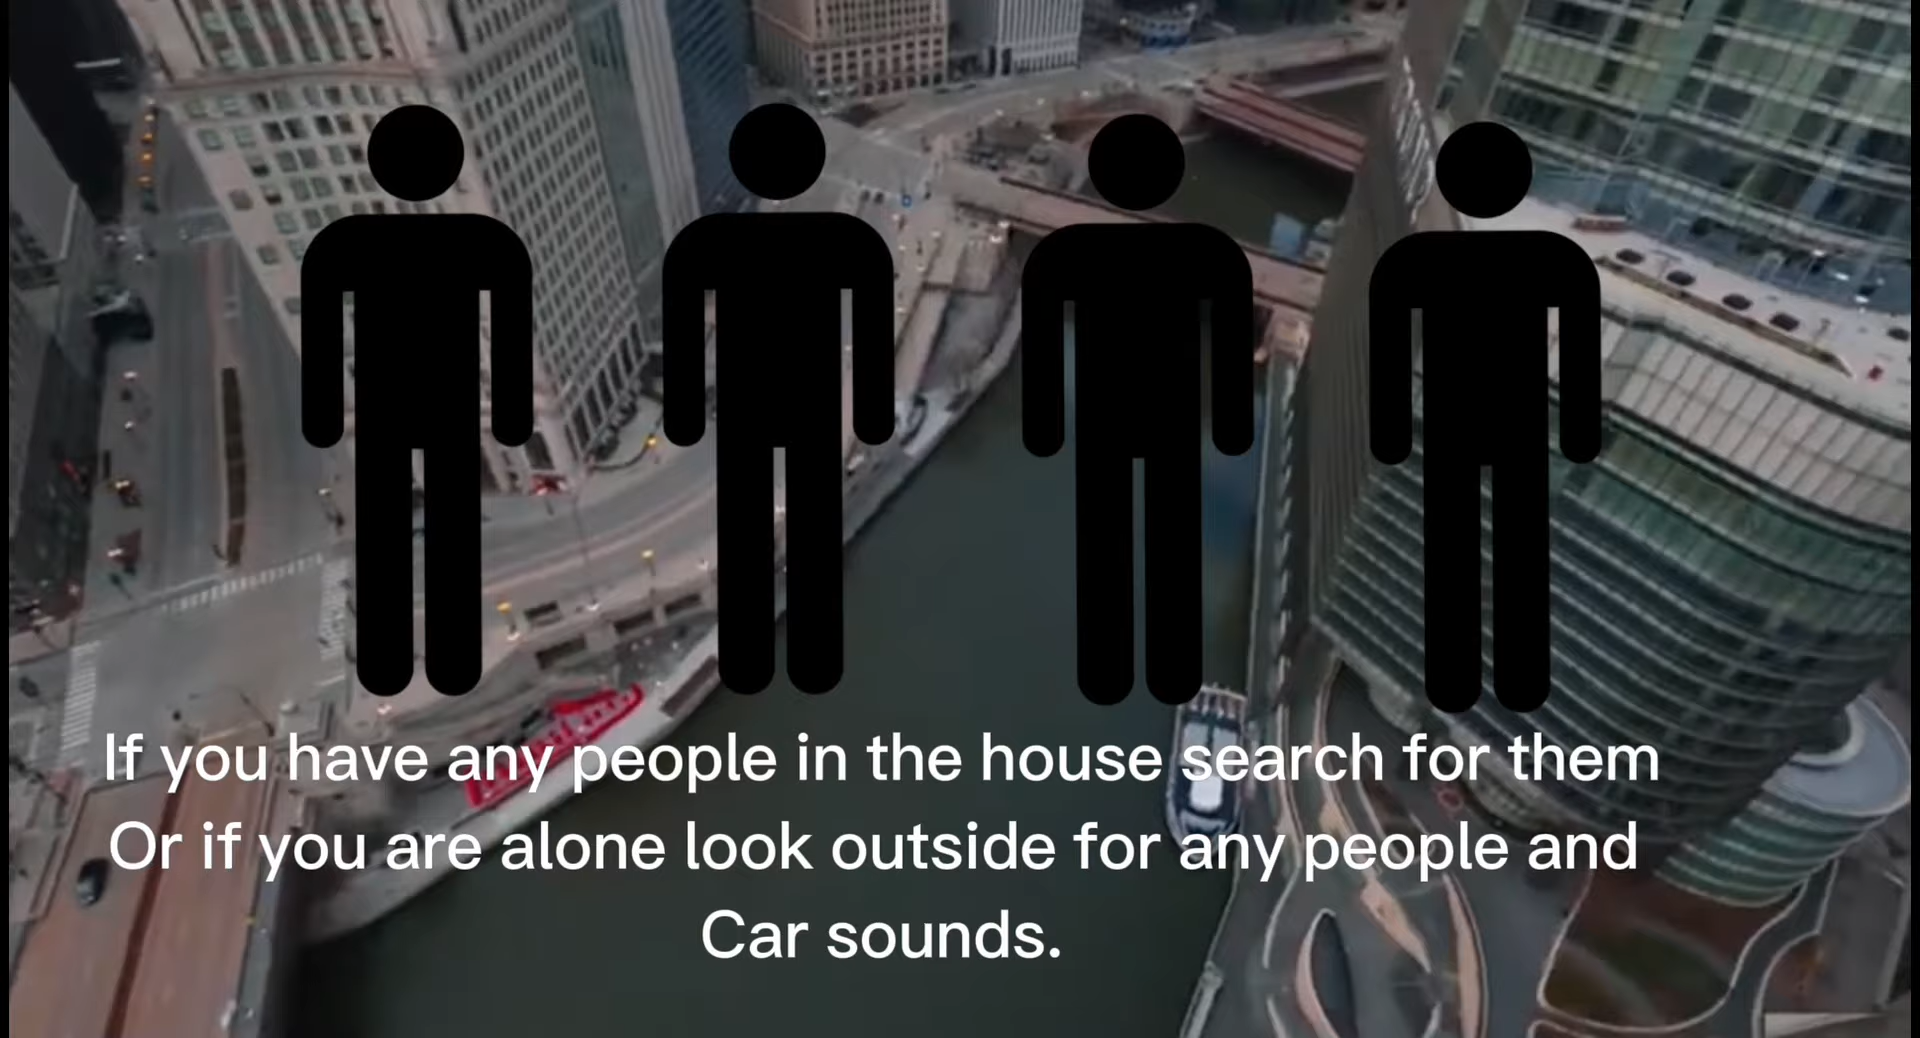 If you have any people in the house search for them
Or if you are alone look outside for any people and
Car sounds.